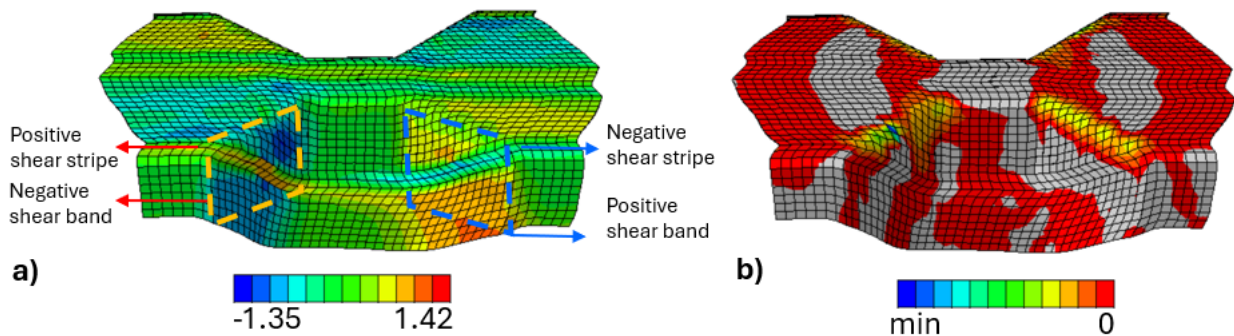 Positive
shear stripe
Negative
shear band
Negative
shear stripe
Positive
shear band
a)
-1.35 1.42
b)
min 0